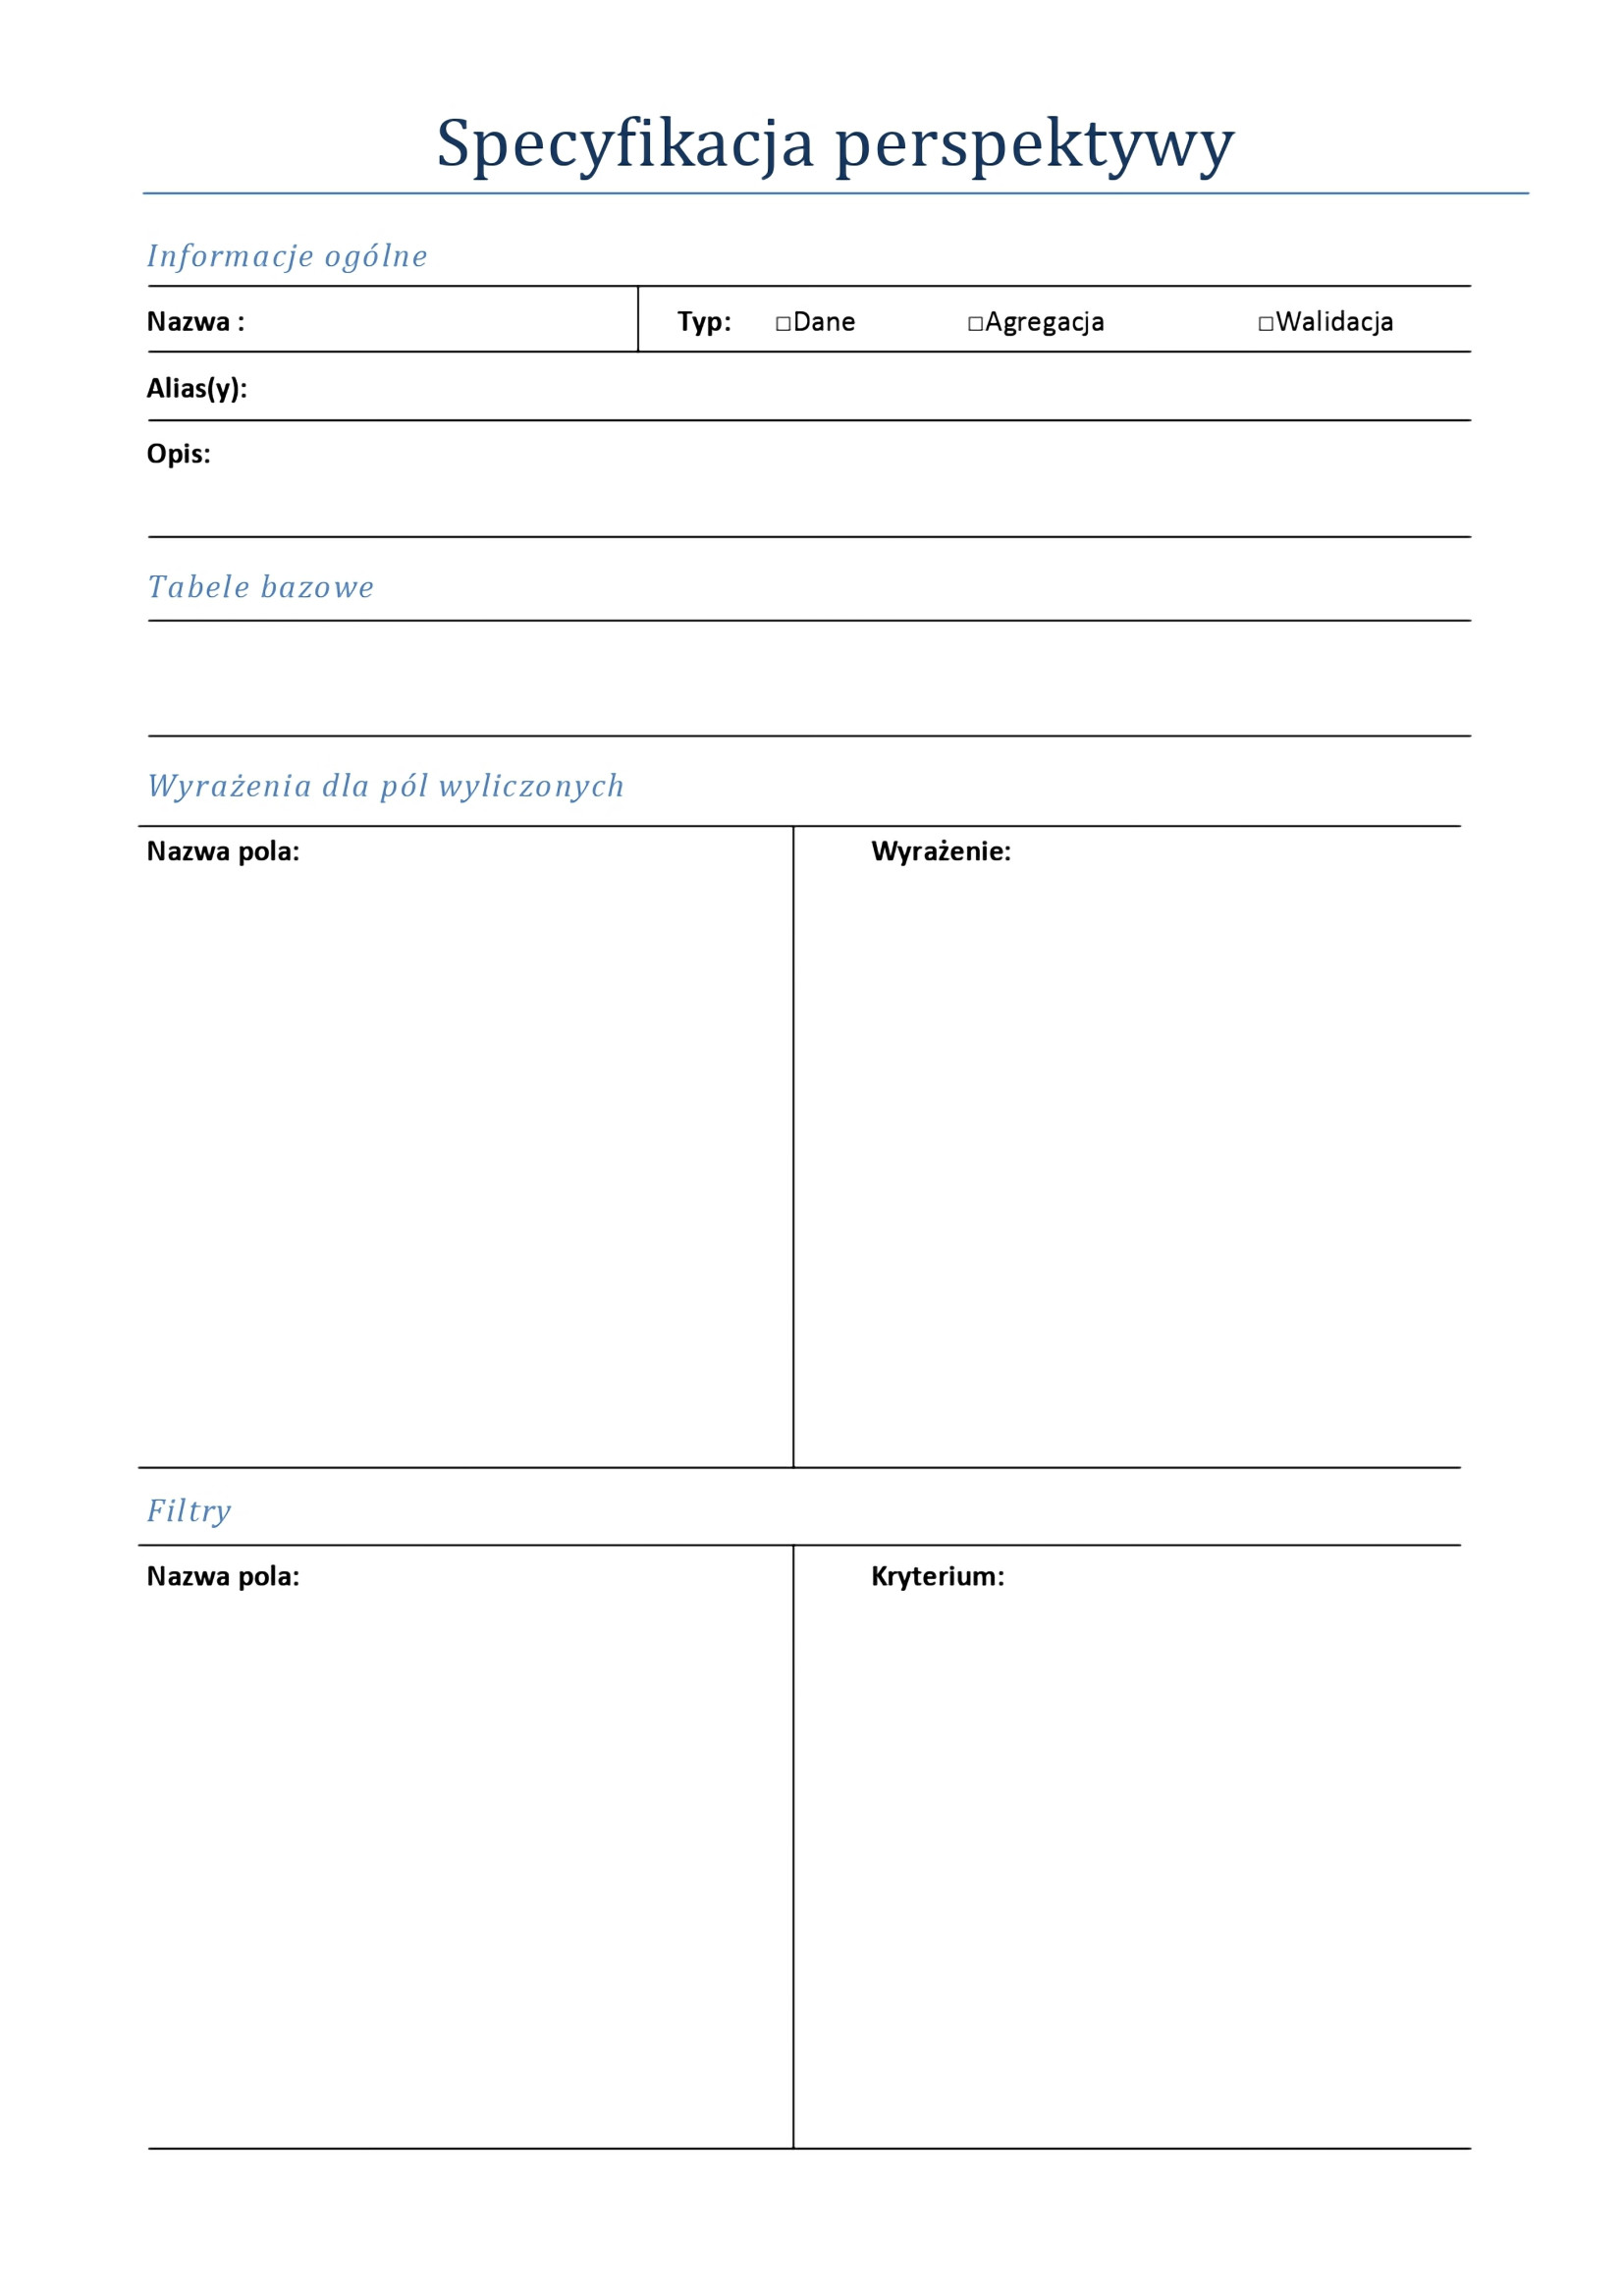 Specyfikacja perspektywy
Informacje ogólne
Nazwa : Typ: □Dane □Agregacja □Walidacja
Alias(y):
Opis:
Tabele bazowe
Wyrażenia dla pól wyliczonych
Nazwa pola: Wyrażenie:
Filtry
Nazwa pola: Kryterium: